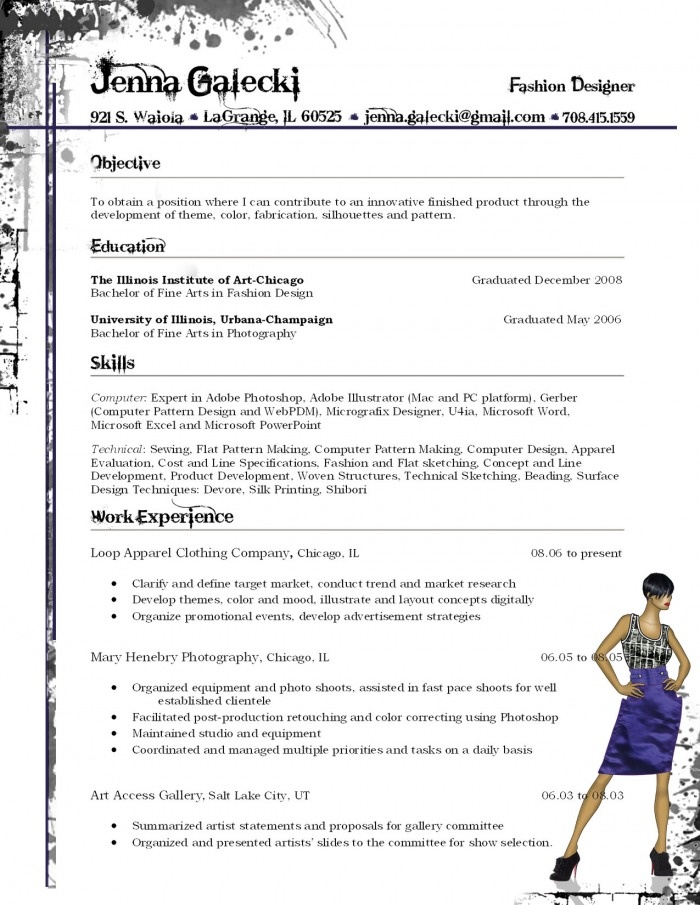 Jenna Galecki
Fashion Designer
921 S. Waiola LaGrange, IL 60525 jenna.galecki@gmail.com 708.415.1559
Objective
To obtain a position where I can contribute to an innovative finished product through the
development of theme, color, fabrication, silhouettes and pattern.
Education
The Illinois Institute of Art-Chicago Graduated December 2008
Bachelor of Fine Arts in Fashion Design
University of Illinois, Urbana-Champaign Graduated May 2006
Bachelor of Fine Arts in Photography
Skills
Computer: Expert in Adobe Photoshop, Adobe Illustrator (Mac and PC platform), Gerber
(Computer Pattern Design and WebPDM), Micrografix Designer, U4ia, Microsoft Word,
Microsoft Excel and Microsoft PowerPoint
Technical: Sewing, Flat Pattern Making, Computer Pattern Making, Computer Design, Apparel
Evaluation, Cost and Line Specifications, Fashion and Flat sketching, Concept and Line
Development, Product Development, Woven Structures, Technical Sketching, Beading, Surface
Design Techniques: Devore, Silk Printing, Shibori
Work Experience
Loop Apparel Clothing Company, Chicago, IL 08.06 to present
• Clarify and define target market, conduct trend and market research
• Develop themes, color and mood, illustrate and layout concepts digitally
• Organize promotional events, develop advertisement strategies
Mary Henebry Photography, Chicago, IL 06.05 to 08.05
• Organized equipment and photo shoots, assisted in fast pace shoots for well
established clientele
• Facilitated post-production retouching and color correcting using Photoshop
• Maintained studio and equipment
• Coordinated and managed multiple priorities and tasks on a daily basis
Art Access Gallery, Salt Lake City, UT 06.03 to 08.03
• Summarized artist statements and proposals for gallery committee
• Organized and presented artists' slides to the committee for show selection.